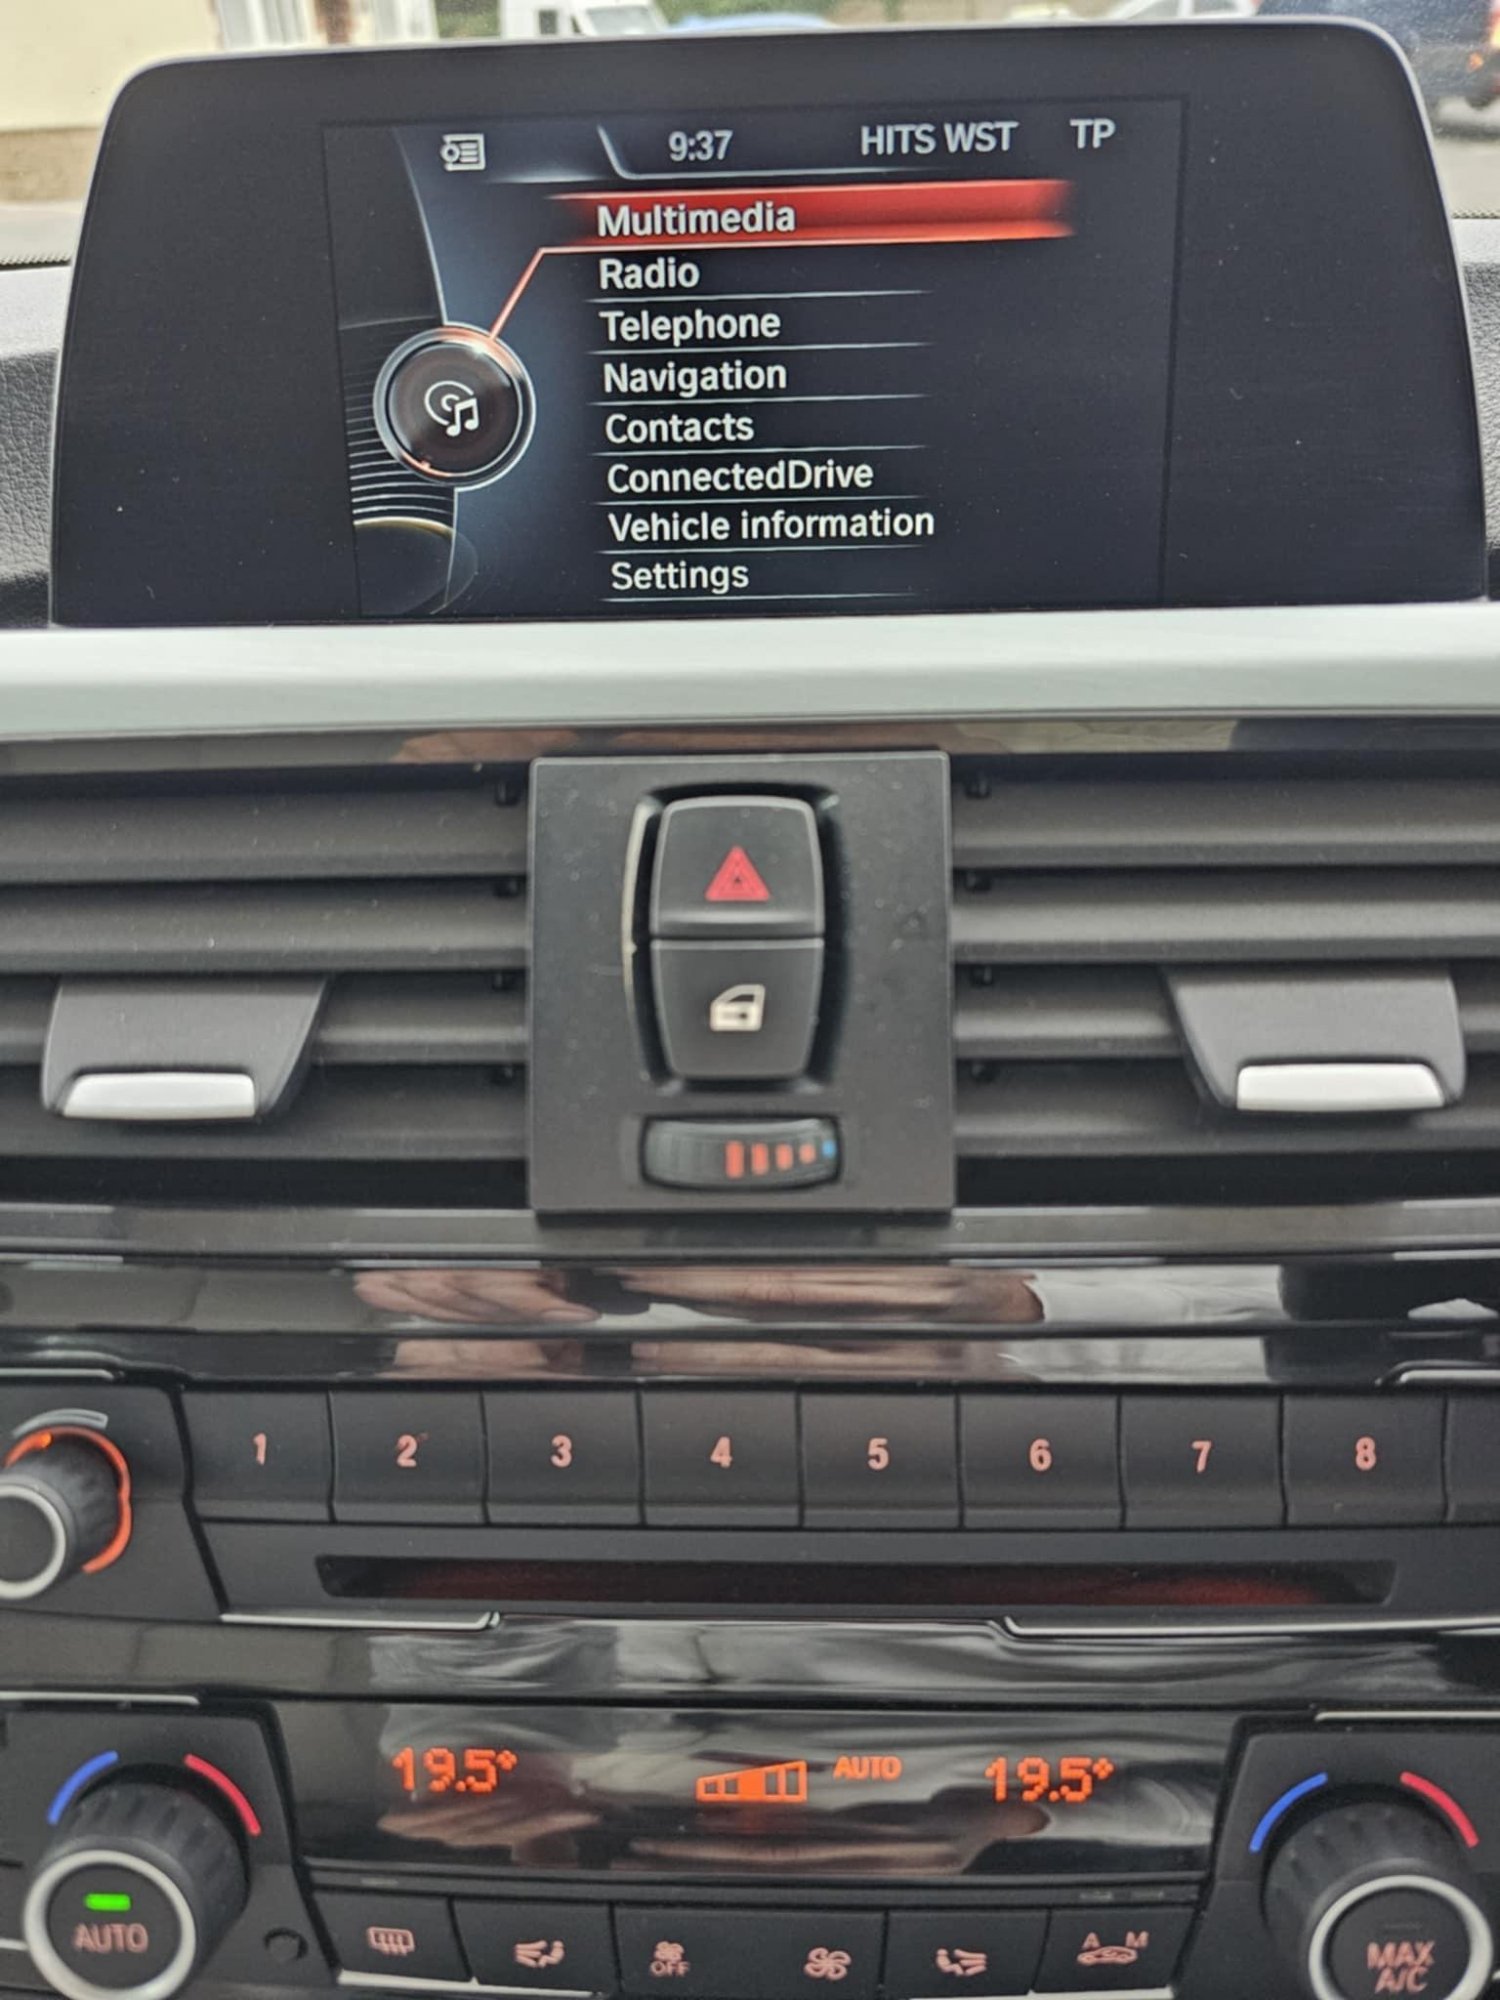 9:37 HITS WST TP
Multimedia
Radio
Telephone
Navigation
Contacts
ConnectedDrive
Vehicle information
Settings
1 2 3 4 5 6 7 8
19.5° AUTO 19.5°
AUTO
OFF
A M
MAX
A/C